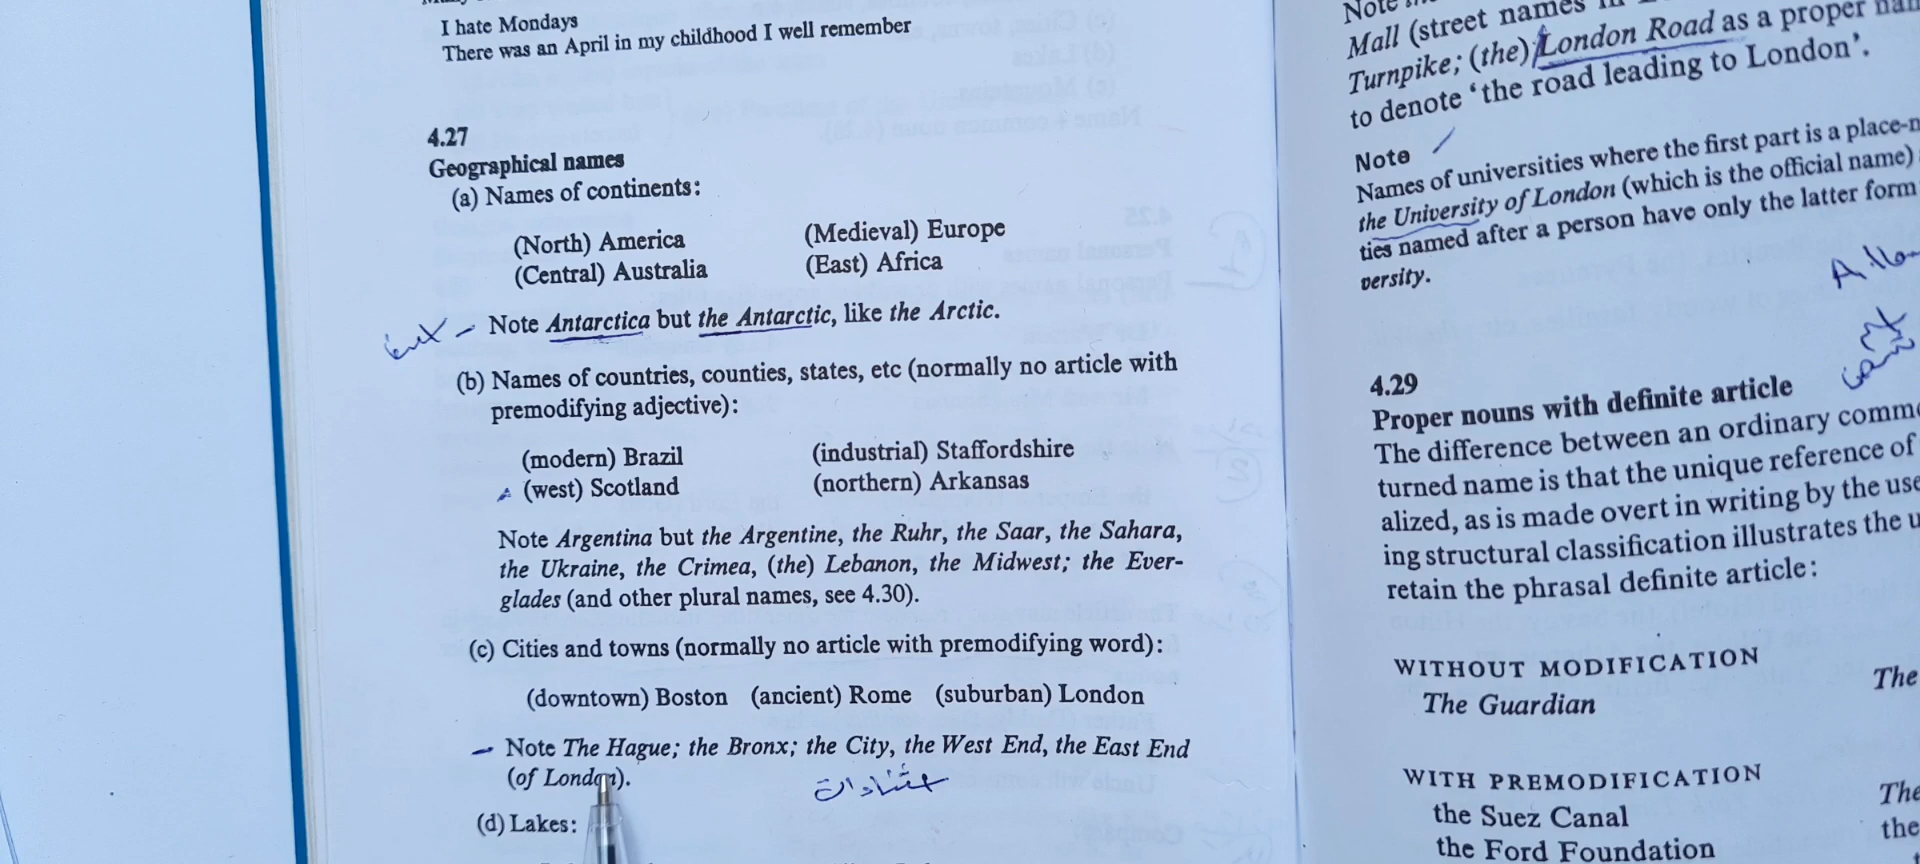 I hate Mondays
There was an April in my childhood I well remember
4.27
Geographical names
(a) Names of continents:
(North) America (Medieval) Europe
(Central) Australia (East) Africa
Note Antarctica but the Antarctic, like the Arctic.
(b) Names of countries, counties, states, etc (normally no article with
premodifying adjective):
(modern) Brazil (industrial) Staffordshire
(west) Scotland (northern) Arkansas
Note Argentina but the Argentine, the Ruhr, the Saar, the Sahara,
the Ukraine, the Crimea, (the) Lebanon, the Midwest; the Ever-
glades (and other plural names, see 4.30).
(c) Cities and towns (normally no article with premodifying word):
(downtown) Boston (ancient) Rome (suburban) London
Note The Hague; the Bronx; the City, the West End, the East End
(of London).
(d) Lakes:
Note
Mall (street names
Turnpike; (the) London Road as a proper
to denote 'the road leading to London'.
Note
Names of universities where the first part is a
the University of London (which is the official name)
ties named after a person have only the latter form
versity.
4.29
Proper nouns with definite article
The difference between an ordinary
turned name is that the unique reference of
alized, as is made overt in writing by the use
ing structural classification illustrates the
retain the phrasal definite article:
WITHOUT MODIFICATION
The Guardian The
WITH PREMODIFICATION
the Suez Canal The
the Ford Foundation the